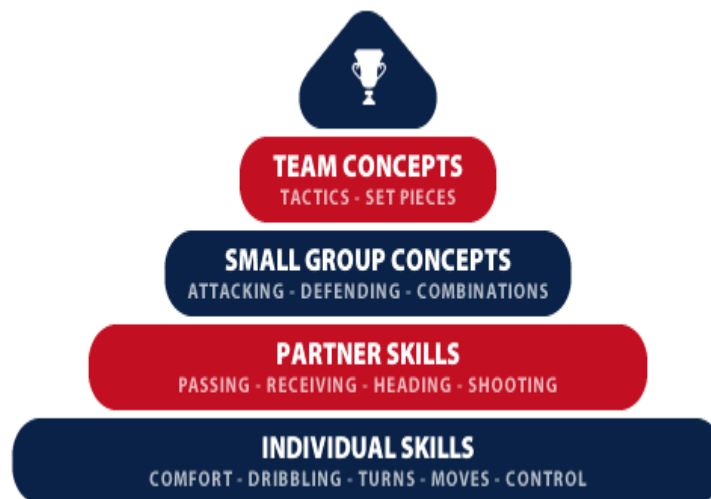 TEAM CONCEPTS
TACTICS - SET PIECES
SMALL GROUP CONCEPTS
ATTACKING - DEFENDING - COMBINATIONS
PARTNER SKILLS
PASSING - RECEIVING - HEADING - SHOOTING
INDIVIDUAL SKILLS
COMFORT - DRIBBLING - TURNS - MOVES - CONTROL